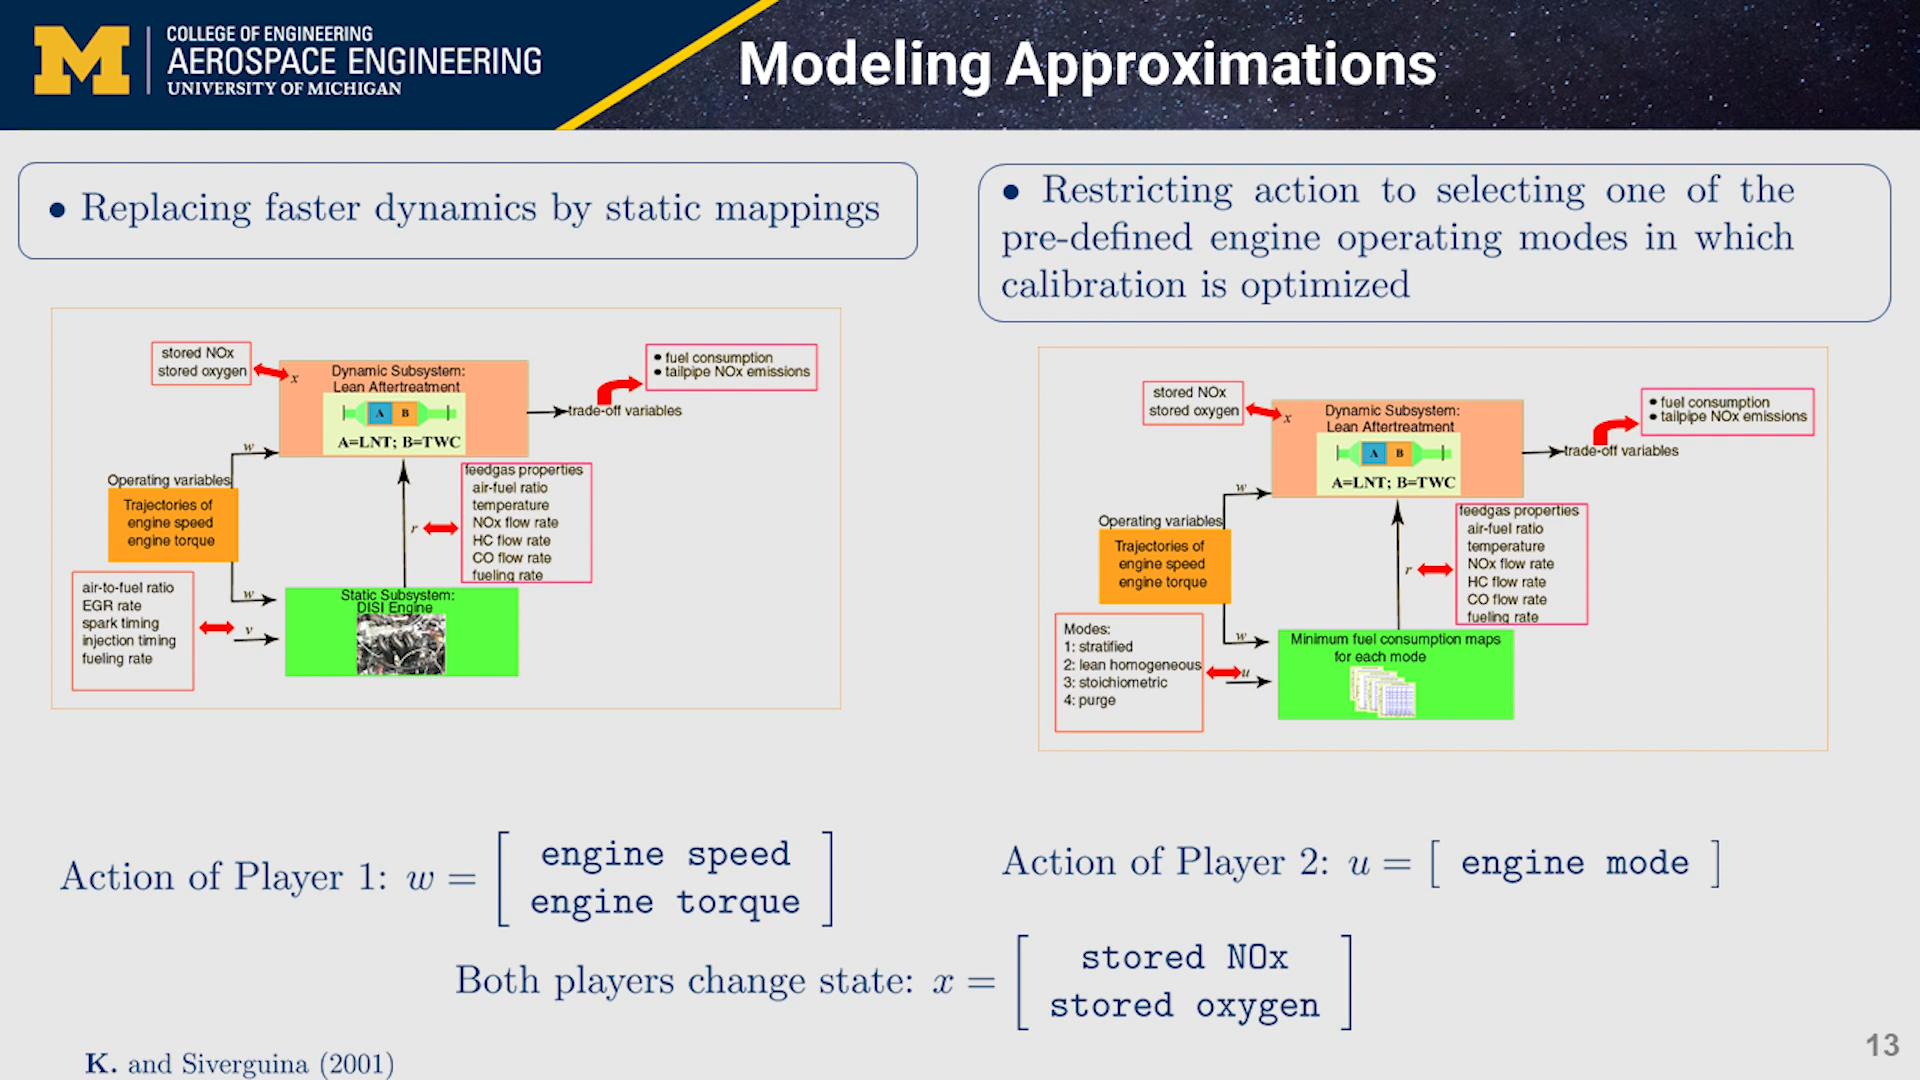 COLLEGE OF ENGINEERING
AEROSPACE ENGINEERING
UNIVERSITY OF MICHIGAN
Modeling Approximations
• Replacing faster dynamics by static mappings
stored NOx
stored oxygen
x
Dynamic Subsystem:
Lean Aftertreatment
A B
A=LNT; B=TWC
• fuel consumption
• tailpipe NOx emissions
trade-off variables
w
Operating variables
Trajectories of
engine speed
engine torque
feedgas properties
air-fuel ratio
temperature
NOx flow rate
HC flow rate
CO flow rate
fueling rate
r
air-to-fuel ratio
EGR rate
spark timing
injection timing
fueling rate
w
v
Static Subsystem:
DISI Engine
• Restricting action to selecting one of the
pre-defined engine operating modes in which
calibration is optimized
stored NOx
stored oxygen
x
Dynamic Subsystem:
Lean Aftertreatment
A B
A=LNT; B=TWC
• fuel consumption
• tailpipe NOx emissions
trade-off variables
w
Operating variables
Trajectories of
engine speed
engine torque
feedgas properties
air-fuel ratio
temperature
NOx flow rate
HC flow rate
CO flow rate
fueling rate
r
Modes:
1: stratified
2: lean homogeneous
3: stoichiometric
4: purge
w
u
Minimum fuel consumption maps
for each mode
Action of Player 1: w = [ engine speed
engine torque ]
Action of Player 2: u = [ engine mode ]
Both players change state: x = [ stored NOx
stored oxygen ]
K. and Siverguina (2001)
13